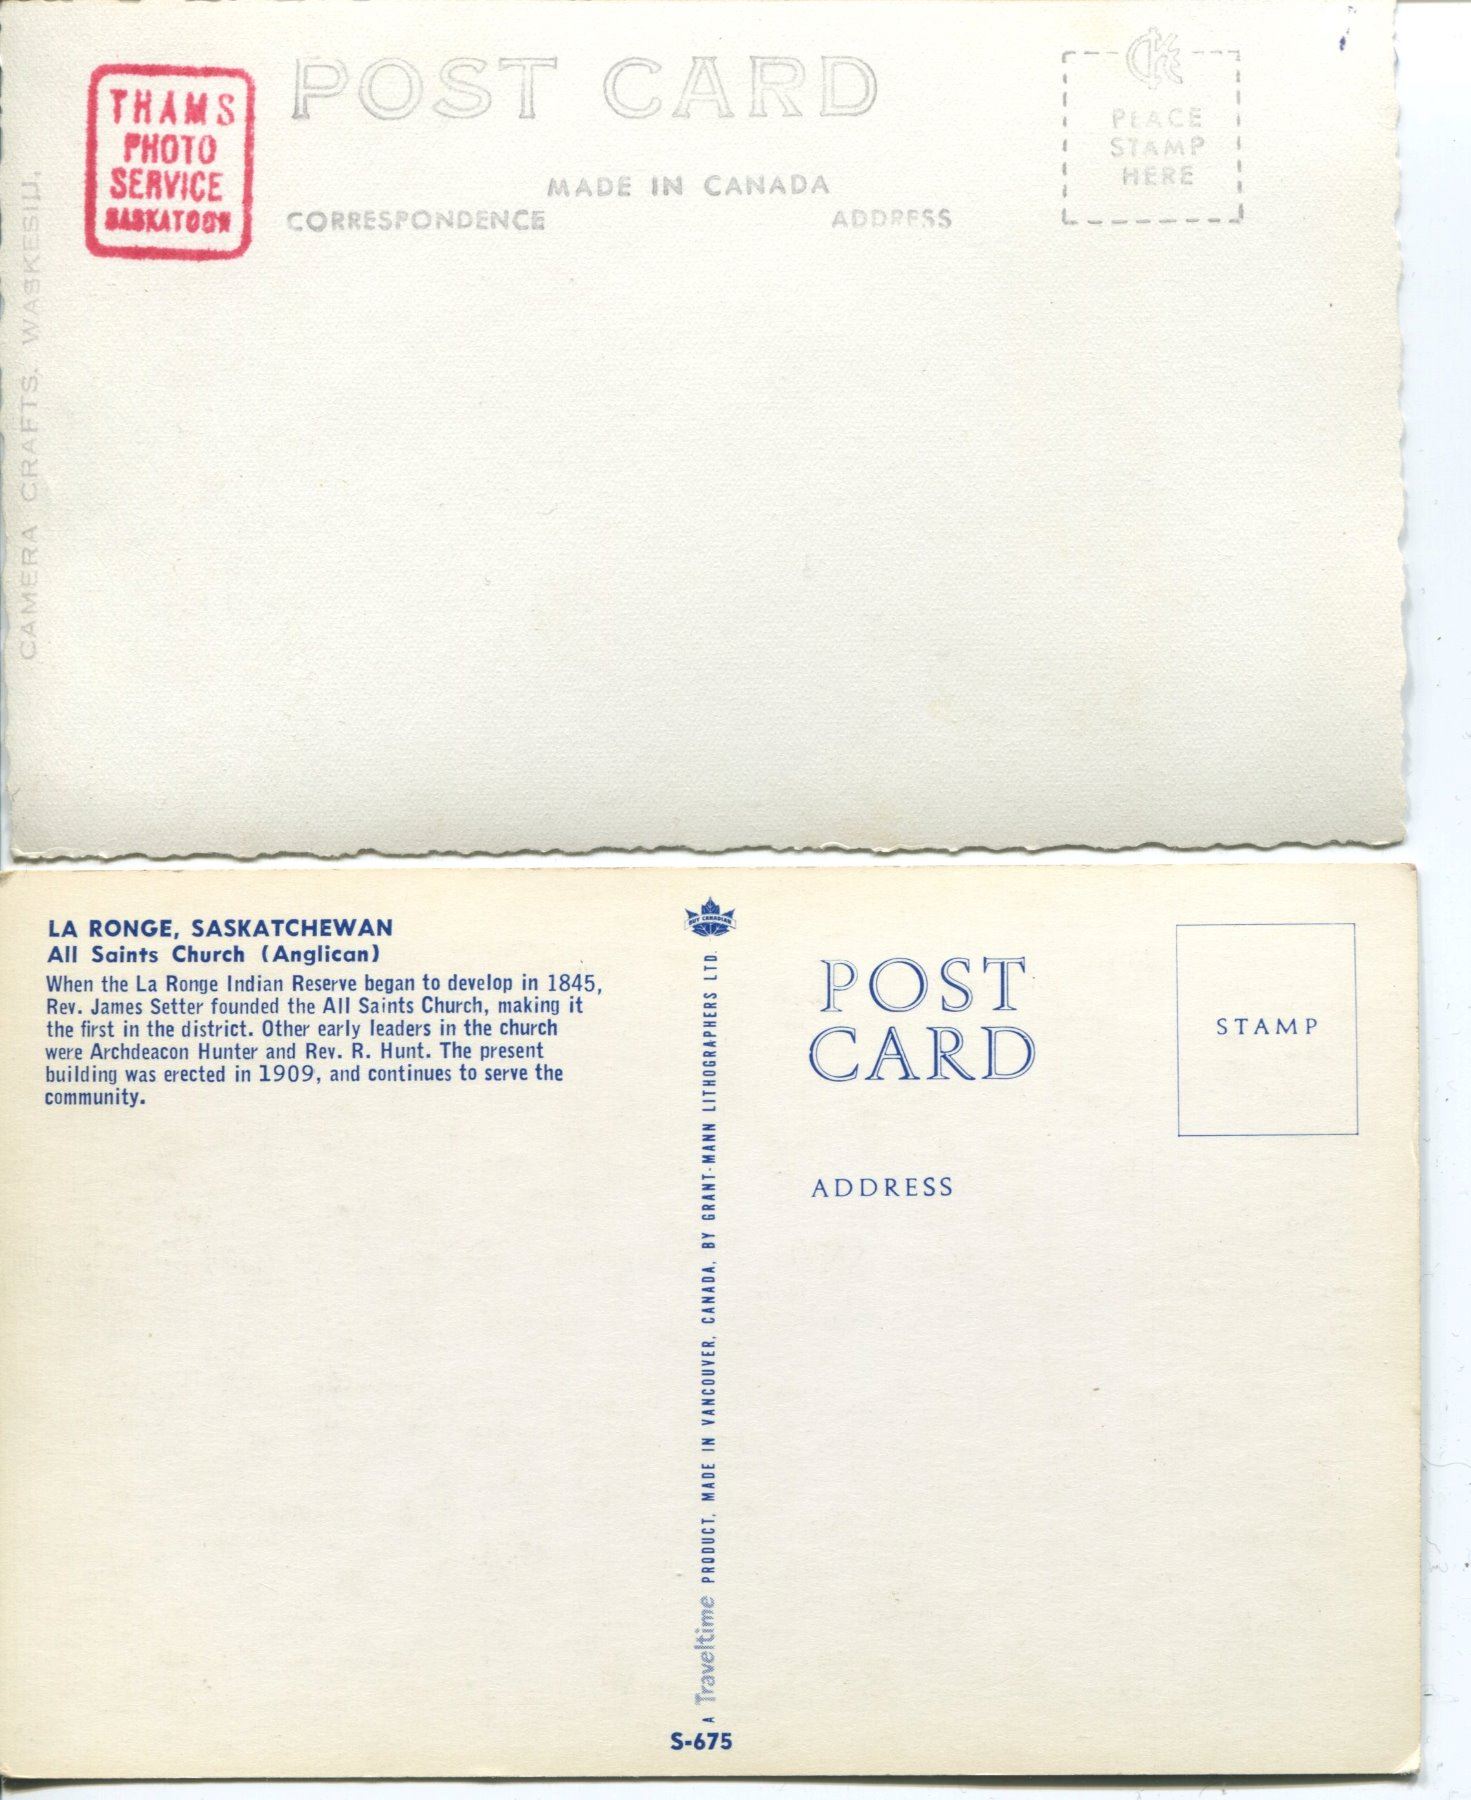 THAMS
PHOTO
SERVICE
SASKATOON
POST CARD
MADE IN CANADA
CORRESPONDENCE
ADDRESS
PLACE
STAMP
HERE
CAMERA CRAFTS. WASKESIU.
LA RONGE, SASKATCHEWAN
All Saints Church (Anglican)
When the La Ronge Indian Reserve began to develop in 1845,
Rev. James Setter founded the All Saints Church, making it
the first in the district. Other early leaders in the church
were Archdeacon Hunter and Rev. R. Hunt. The present
building was erected in 1909, and continues to serve the
community.
BUY CANADIAN
A Traveltime PRODUCT, MADE IN VANCOUVER, CANADA, BY GRANT-MANN LITHOGRAPHERS LTD.
S-675
POST
CARD
STAMP
ADDRESS